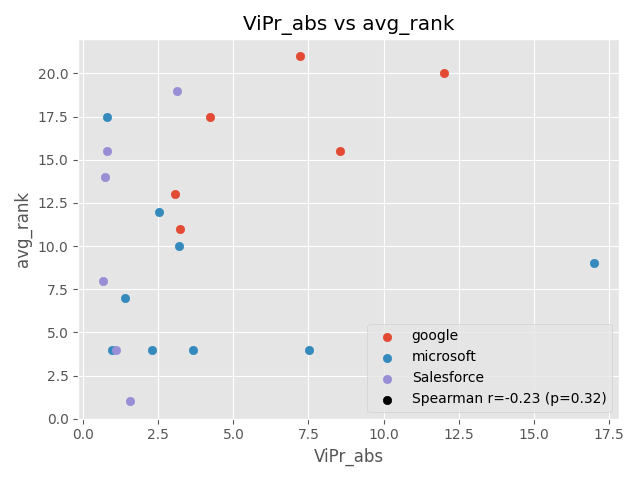 ViPr_abs vs avg_rank
20.0
17.5
15.0
12.5
10.0
7.5
5.0
2.5
0.0
avg_rank
google
microsoft
Salesforce
Spearman r=-0.23 (p=0.32)
0.0 2.5 5.0 7.5 10.0 12.5 15.0 17.5
ViPr_abs